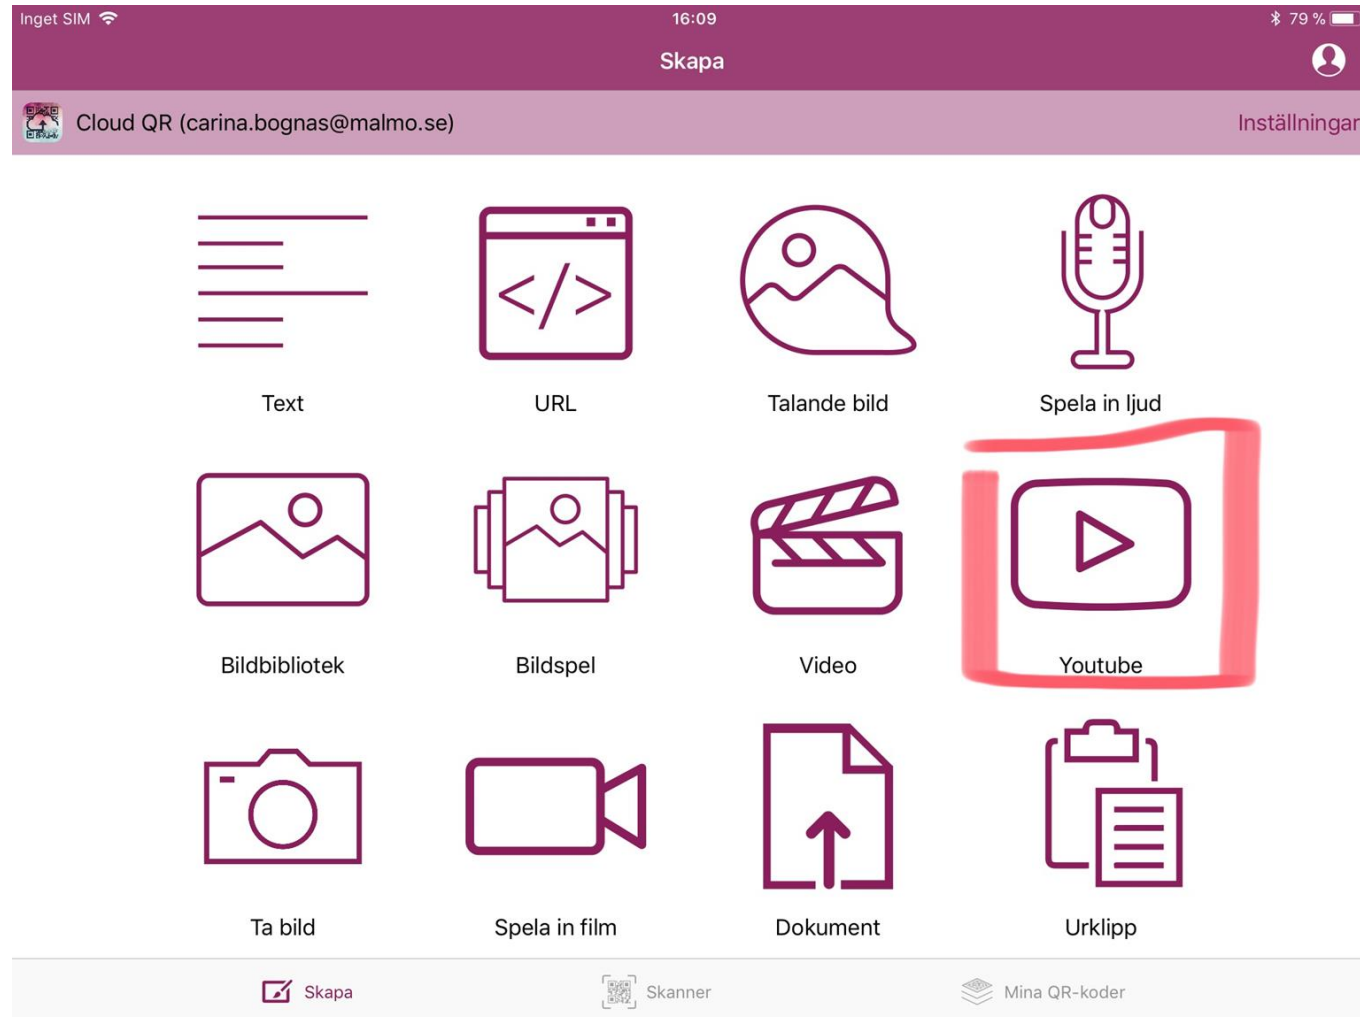 Inget SIM 16:09 79 %
Skapa
Cloud QR (carina.bognas@malmo.se) Inställningar
</>
Text URL Talande bild Spela in ljud
Bildbibliotek Bildspel Video Youtube
Ta bild Spela in film Dokument Urklipp
Skapa Skanner Mina QR-koder